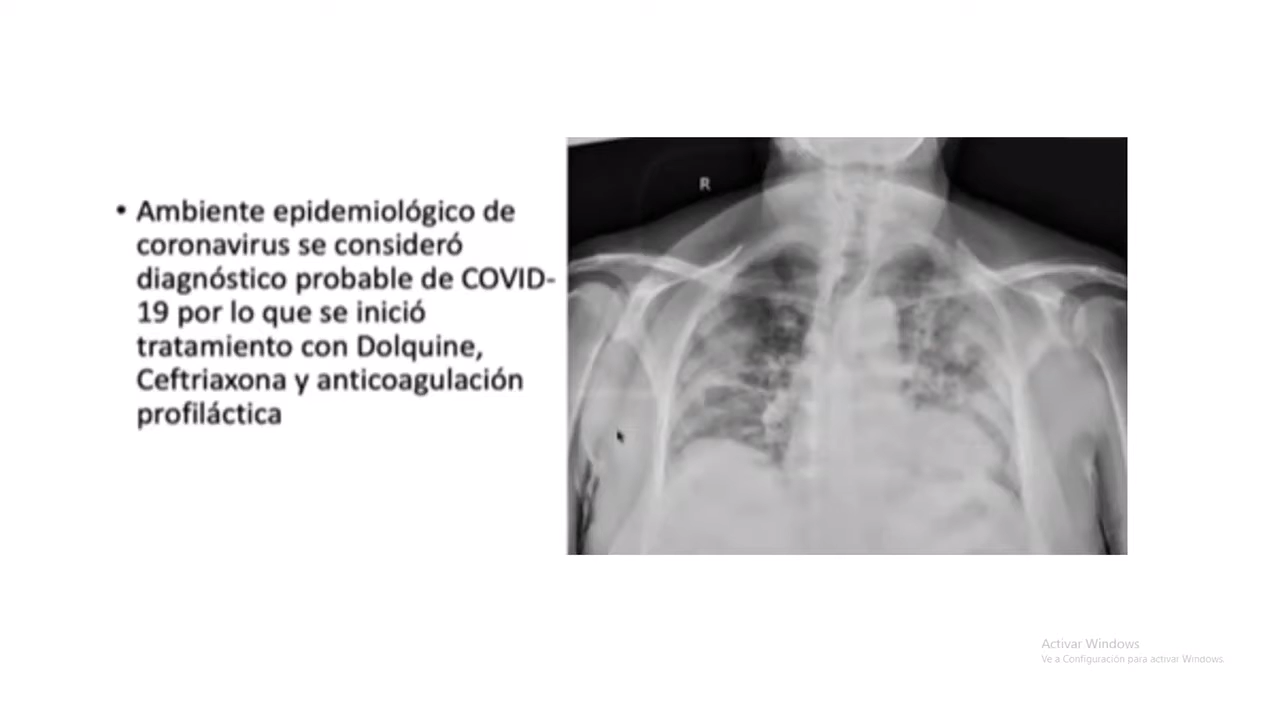 • Ambiente epidemiológico de
coronavirus se consideró
diagnóstico probable de COVID-
19 por lo que se inició
tratamiento con Dolquine,
Ceftriaxona y anticoagulación
profiláctica
R
Activar Windows
Ve a Configuración para activar Windows.